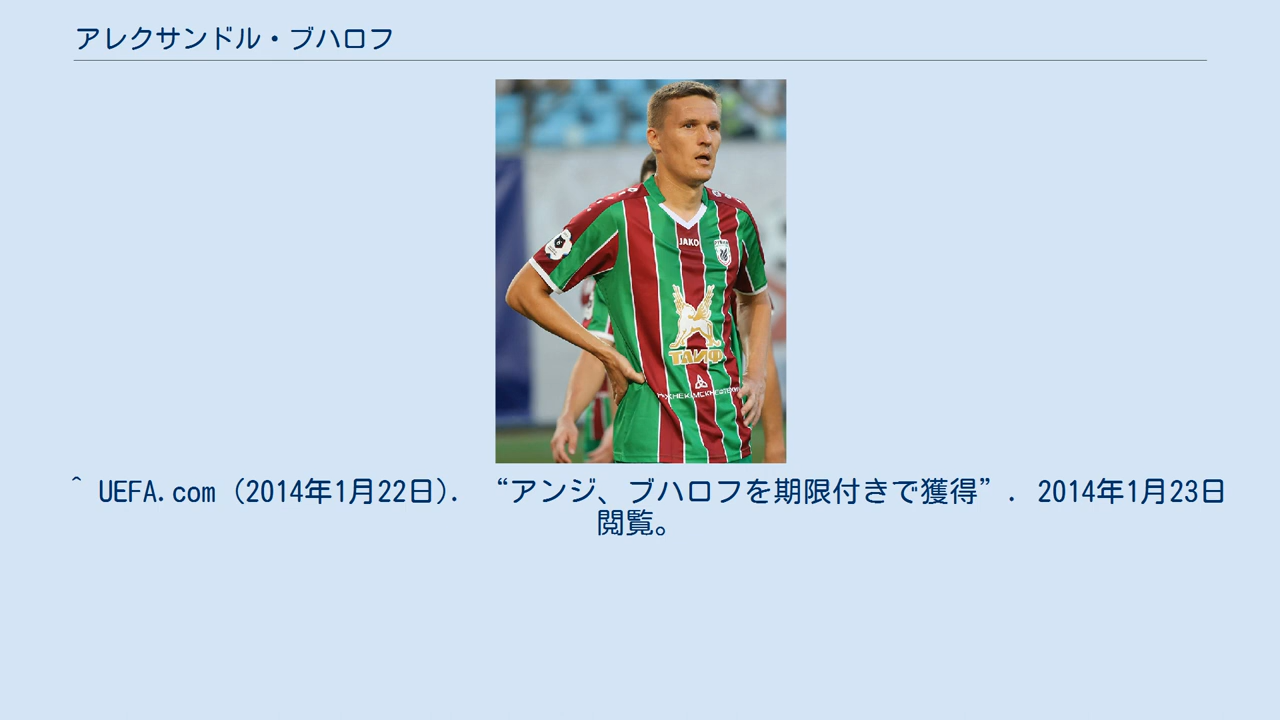 アレクサンドル・ブハロフ
JAKO
ТАИФ
^ UEFA.com (2014年1月22日). “アンジ、ブハロフを期限付きで獲得”. 2014年1月23日
閲覧。